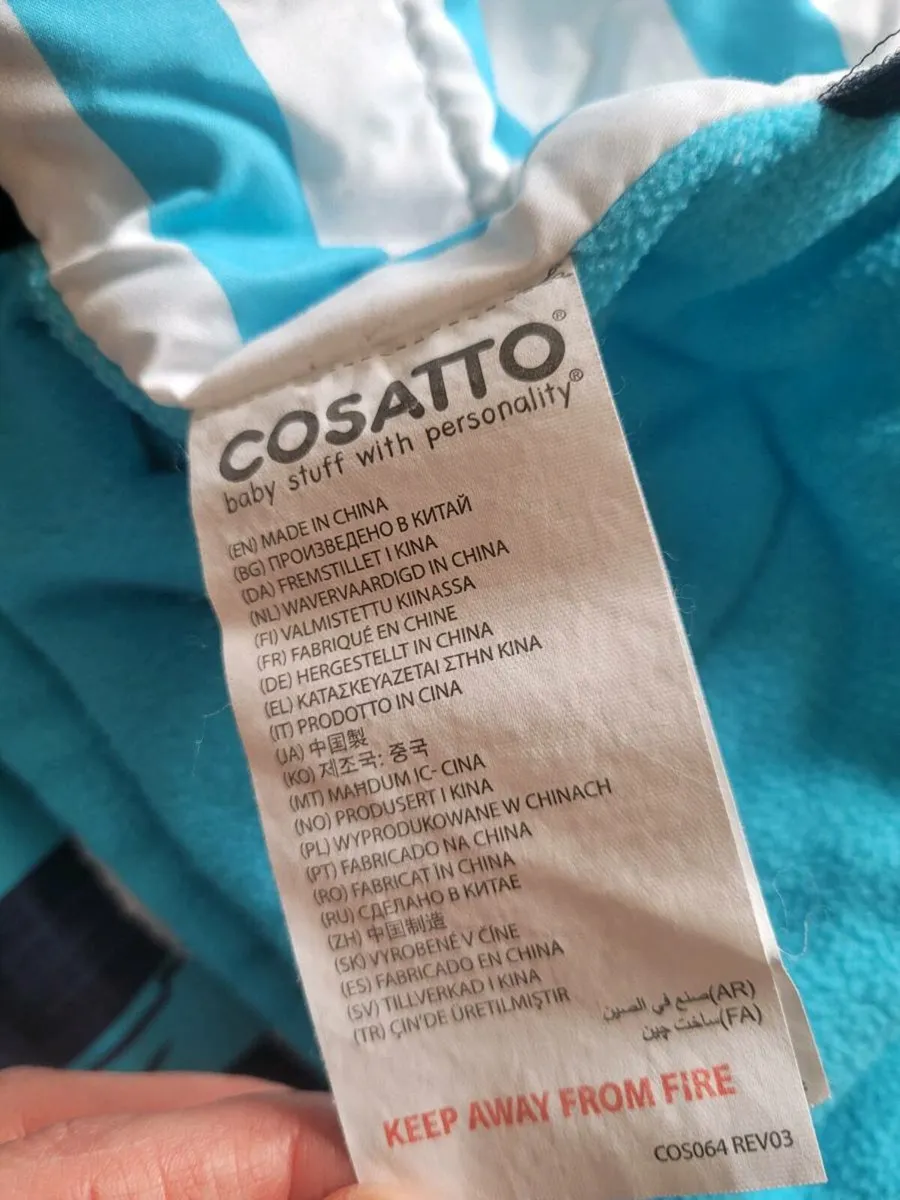 COSATTO®
baby stuff with personality®
(EN) MADE IN CHINA
(BG) ПРОИЗВЕДЕНО В КИТАЙ
(DA) FREMSTILLET I KINA
(NL) WAVERVAARDIGD IN CHINA
(FI) VALMISTETTU KIINASSA
(FR) FABRIQUÉ EN CHINE
(DE) HERGESTELLT IN CHINA
(EL) ΚΑΤΑΣΚΕΥΑΖΕΤΑΙ ΣΤΗΝ ΚΙΝΑ
(IT) PRODOTTO IN CINA
(JA) 中国製
(KO) 제조국: 중국
(MT) MAĦDUM IC- CINA
(NO) PRODUSERT I KINA
(PL) WYPRODUKOWANE W CHINACH
(PT) FABRICADO NA CHINA
(RO) FABRICAT ÎN CHINA
(RU) СДЕЛАНО В КИТАЕ
(ZH) 中国制造
(SK) VYROBENÉ V ČÍNE
(ES) FABRICADO EN CHINA
(SV) TILLVERKAD I KINA
(TR) ÇIN'DE ÜRETILMIŞTIR
صنع في الصين(AR)
ساخت چین(FA)
KEEP AWAY FROM FIRE
COS064 REV03